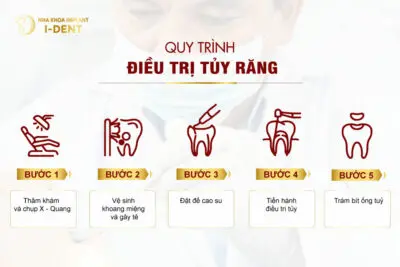 NHA KHOA IMPLANT
I-DENT
QUY TRÌNH
ĐIỀU TRỊ TỦY RĂNG
BƯỚC 1
BƯỚC 2
BƯỚC 3
BƯỚC 4
BƯỚC 5
Thăm khám
và chụp X - Quang
Vệ sinh
khoang miệng
và gây tê
Đặt đê cao su
Tiến hành
điều trị tủy
Trám bít ống tuỷ